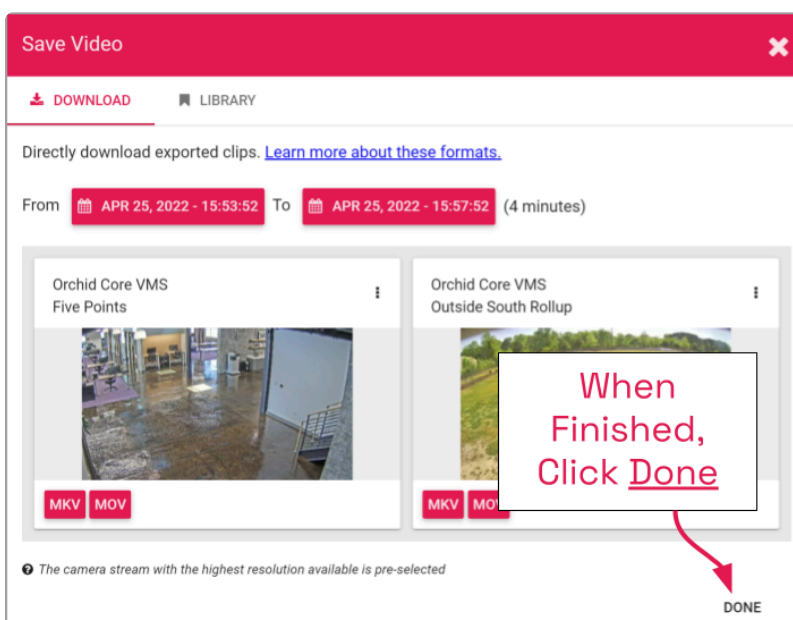 Save Video
DOWNLOAD LIBRARY
Directly download exported clips. Learn more about these formats.
From APR 25, 2022 - 15:53:52 To APR 25, 2022 - 15:57:52 (4 minutes)
Orchid Core VMS
Five Points
Orchid Core VMS
Outside South Rollup
When
Finished,
Click Done
MKV MOV
MKV MOV
The camera stream with the highest resolution available is pre-selected
DONE